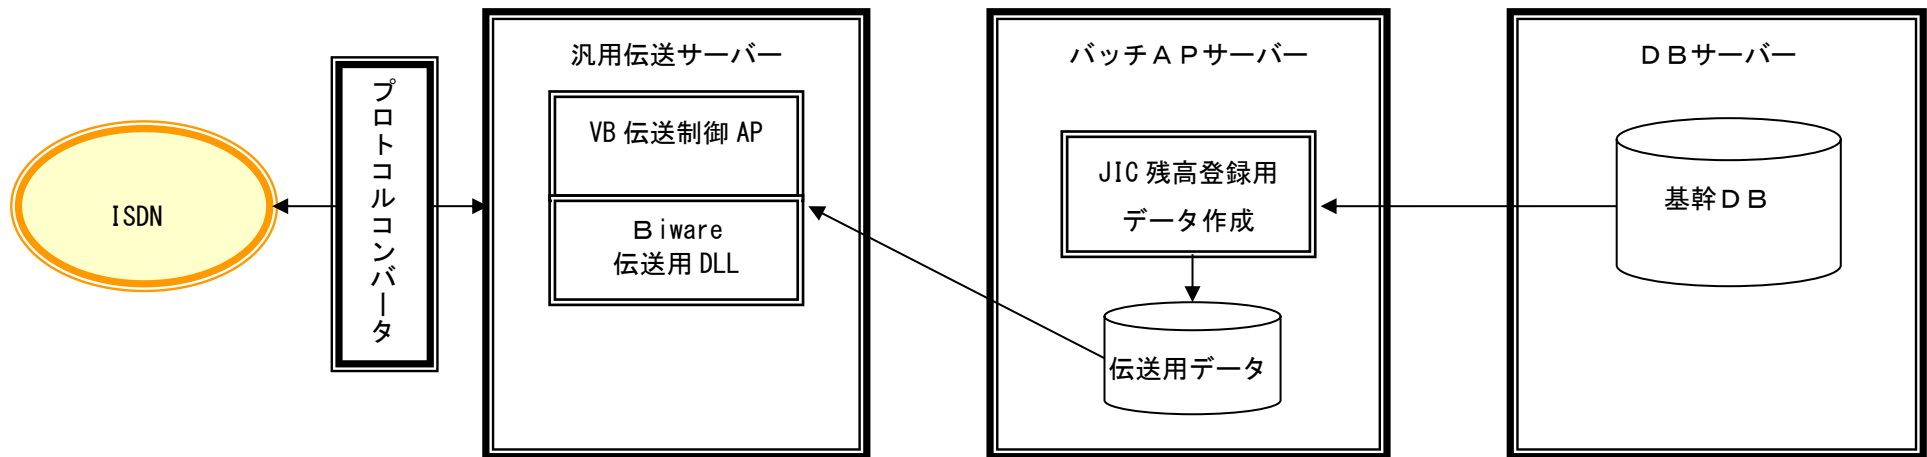 ISDN
プロトコルコンバータ
汎用伝送サーバー
VB 伝送制御 AP
Ｂiware
伝送用 DLL
バッチＡＰサーバー
JIC 残高登録用
データ作成
伝送用データ
ＤＢサーバー
基幹ＤＢ